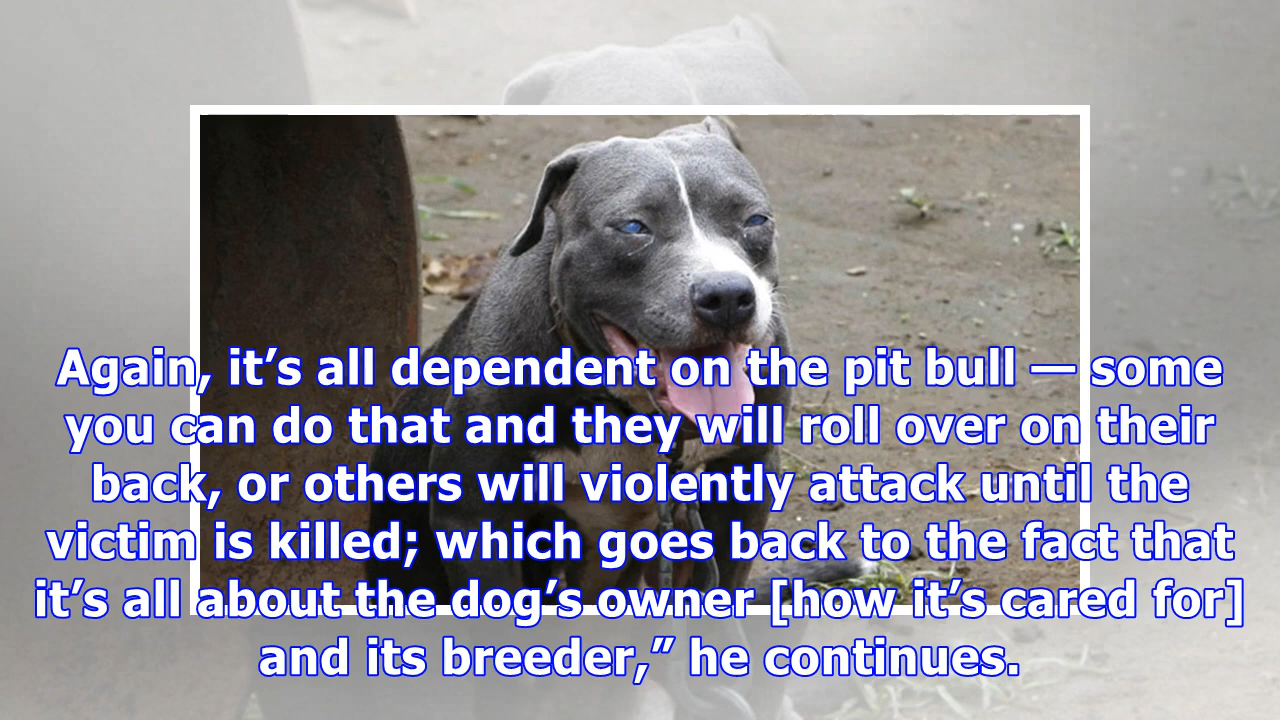 Again, it’s all dependent on the pit bull — some
you can do that and they will roll over on their
back, or others will violently attack until the
victim is killed; which goes back to the fact that
it’s all about the dog’s owner [how it’s cared for]
and its breeder,” he continues.